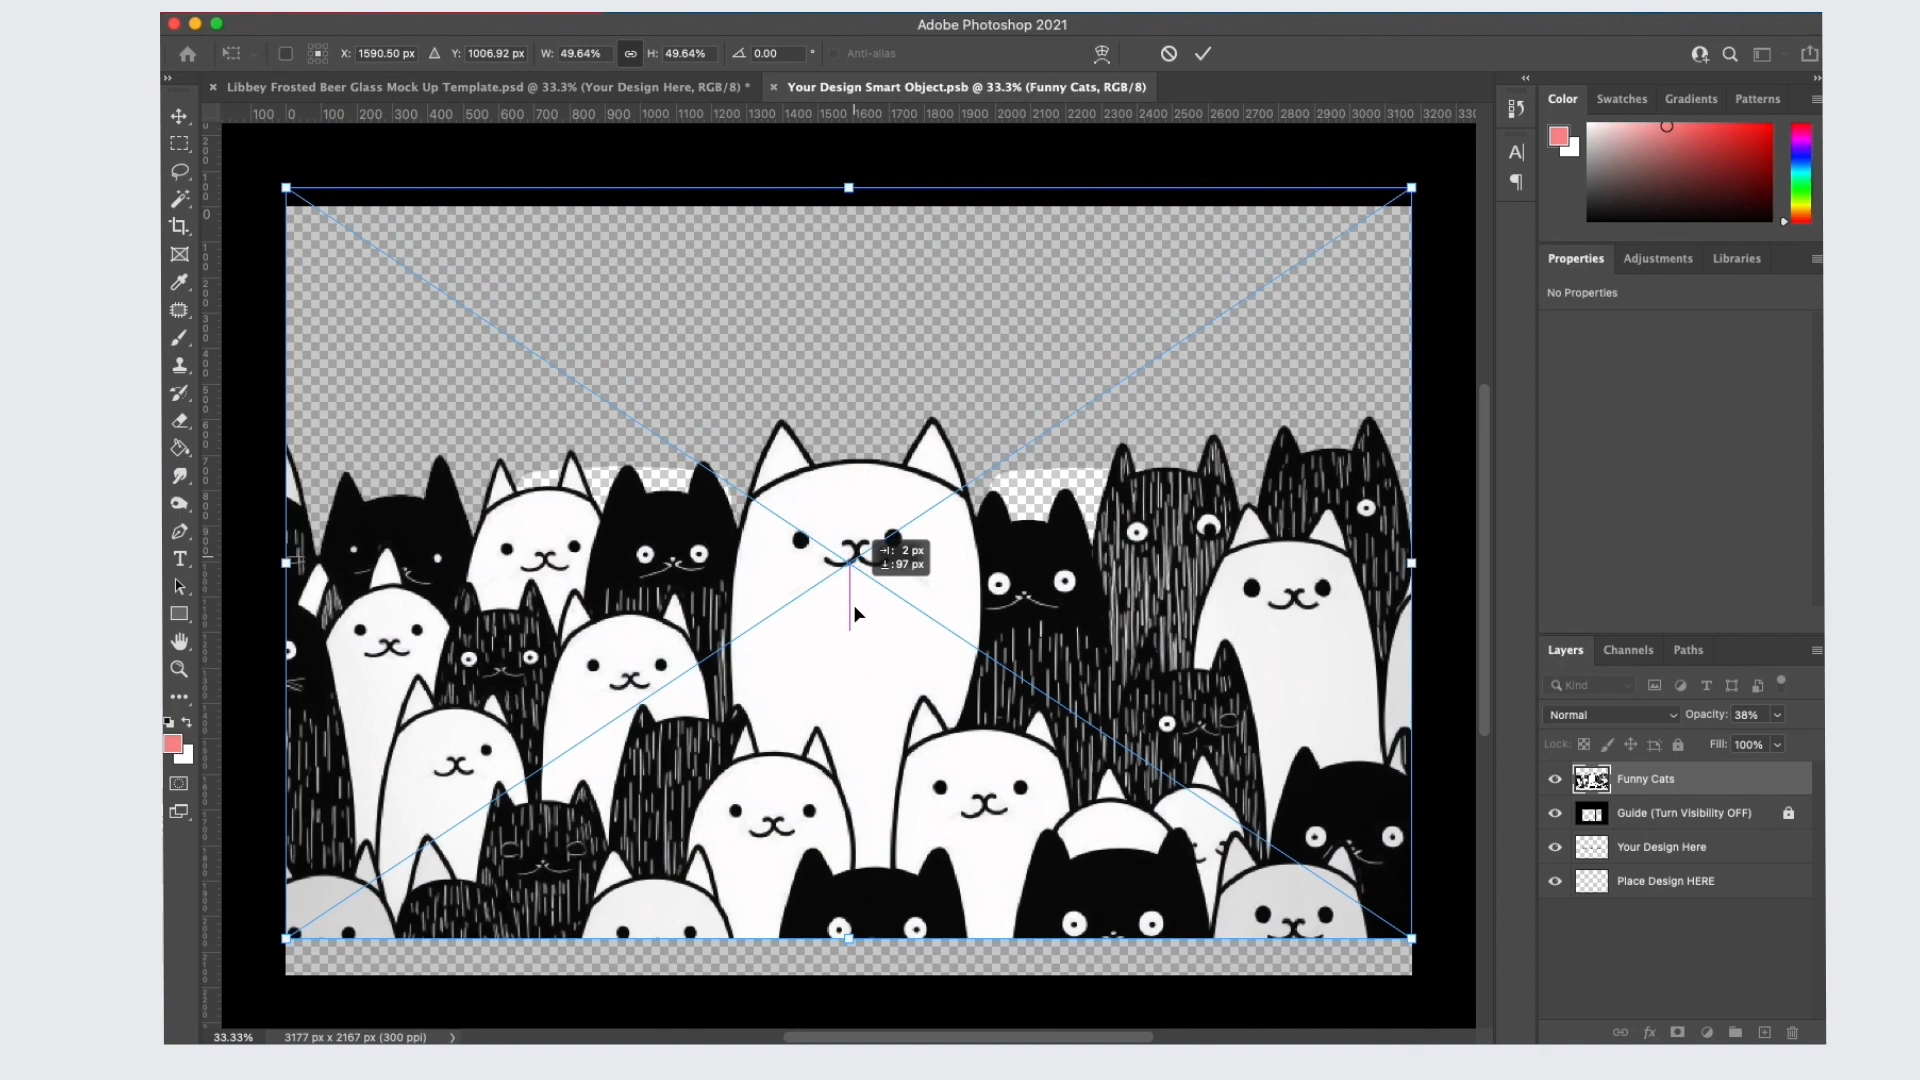 Adobe Photoshop 2021
X: 1590.50 px Y: 1006.92 px W: 49.64% H: 49.64% 0.00 ° Anti-alias
Libbey Frosted Beer Glass Mock Up Template.psd @ 33.3% (Your Design Here, RGB/8) *
Your Design Smart Object.psb @ 33.3% (Funny Cats, RGB/8)
100 0 100 200 300 400 500 600 700 800 900 1000 1100 1200 1300 1400 1500 1600 1700 1800 1900 2000 2100 2200 2300 2400 2500 2600 2700 2800 2900 3000 3100 3200
Color Swatches Gradients Patterns
Properties Adjustments Libraries
No Properties
2 px
97 px
Layers Channels Paths
Kind
Normal Opacity: 38%
Lock: Fill: 100%
Funny Cats
Guide (Turn Visibility OFF)
Your Design Here
Place Design HERE
fx
33.33% 3177 px x 2167 px (300 ppi)